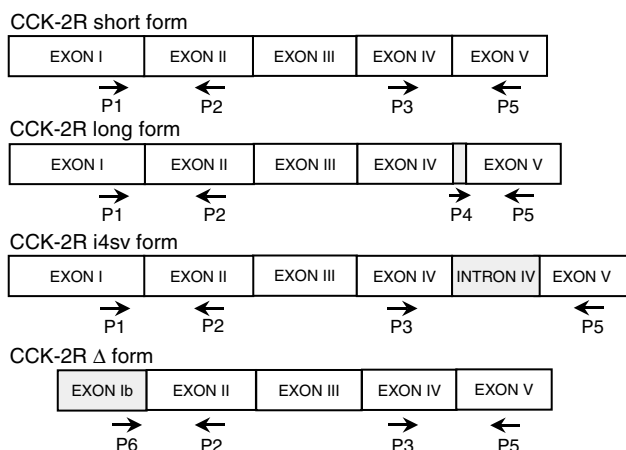 CCK-2R short form
EXON I EXON II EXON III EXON IV EXON V
P1 P2 P3 P5
CCK-2R long form
EXON I EXON II EXON III EXON IV EXON V
P1 P2 P4 P5
CCK-2R i4sv form
EXON I EXON II EXON III EXON IV INTRON IV EXON V
P1 P2 P3 P5
CCK-2R Δ form
EXON Ib EXON II EXON III EXON IV EXON V
P6 P2 P3 P5